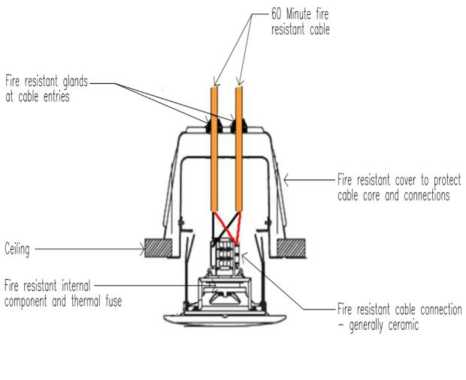 60 Minute fire
resistant cable
Fire resistant glands
at cable entries
Fire resistant cover to protect
cable core and connections
Ceiling
Fire resistant internal
component and thermal fuse
Fire resistant cable connection
- generally ceramic